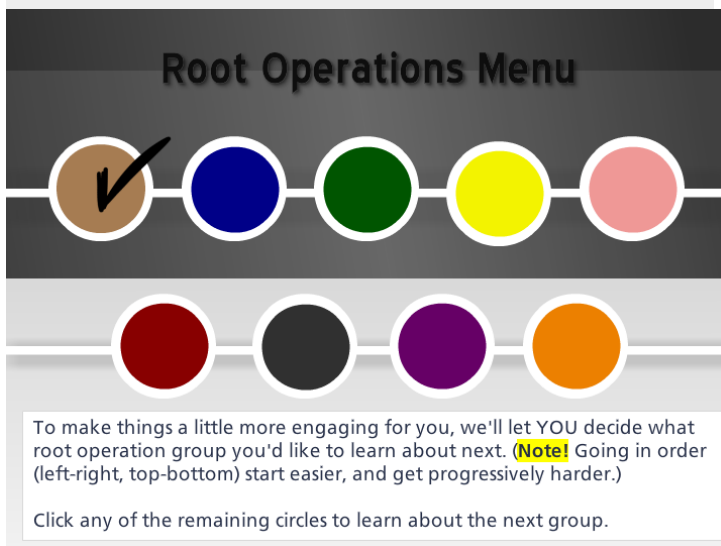 Root Operations Menu
To make things a little more engaging for you, we'll let YOU decide what
root operation group you'd like to learn about next. (Note! Going in order
(left-right, top-bottom) start easier, and get progressively harder.)
Click any of the remaining circles to learn about the next group.